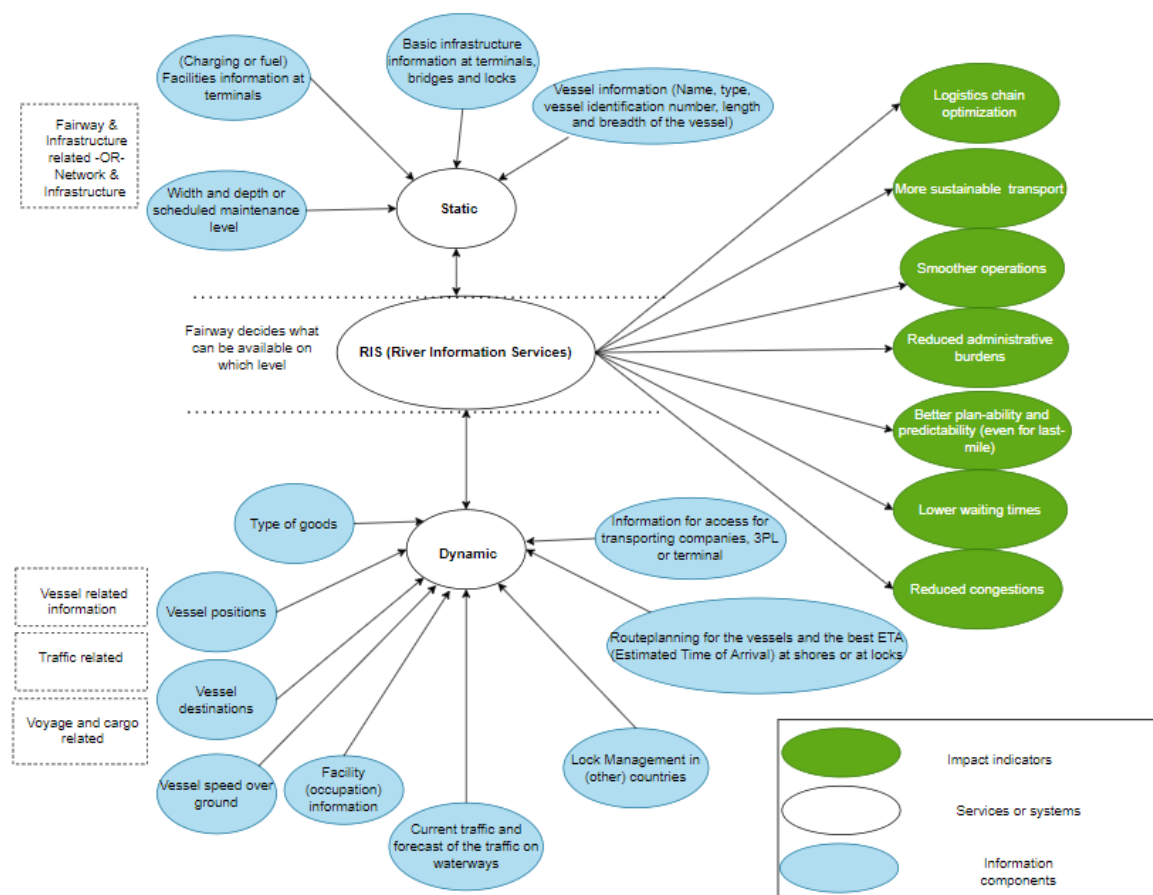 (Charging or fuel)
Facilities information at
terminals
Basic infrastructure
information at terminals,
bridges and locks
Vessel information (Name, type,
vessel identification number, length
and breadth of the vessel)
Fairway &
Infrastructure
related -OR-
Network &
Infrastructure
Width and depth or
scheduled maintenance
level
Static
Fairway decides what
can be available on
which level
RIS (River Information Services)
Logistics chain
optimization
More sustainable transport
Smoother operations
Reduced administrative
burdens
Better plan-ability and
predictability (even for last-
mile)
Lower waiting times
Reduced congestions
Type of goods
Dynamic
Information for access for
transporting companies, 3PL
or terminal
Vessel related
information
Traffic related
Voyage and cargo
related
Vessel positions
Vessel
destinations
Vessel speed over
ground
Facility
(occupation)
information
Current traffic and
forecast of the traffic on
waterways
Lock Management in
(other) countries
Routeplanning for the vessels and the best ETA
(Estimated Time of Arrival) at shores or at locks
Impact indicators
Services or systems
Information
components